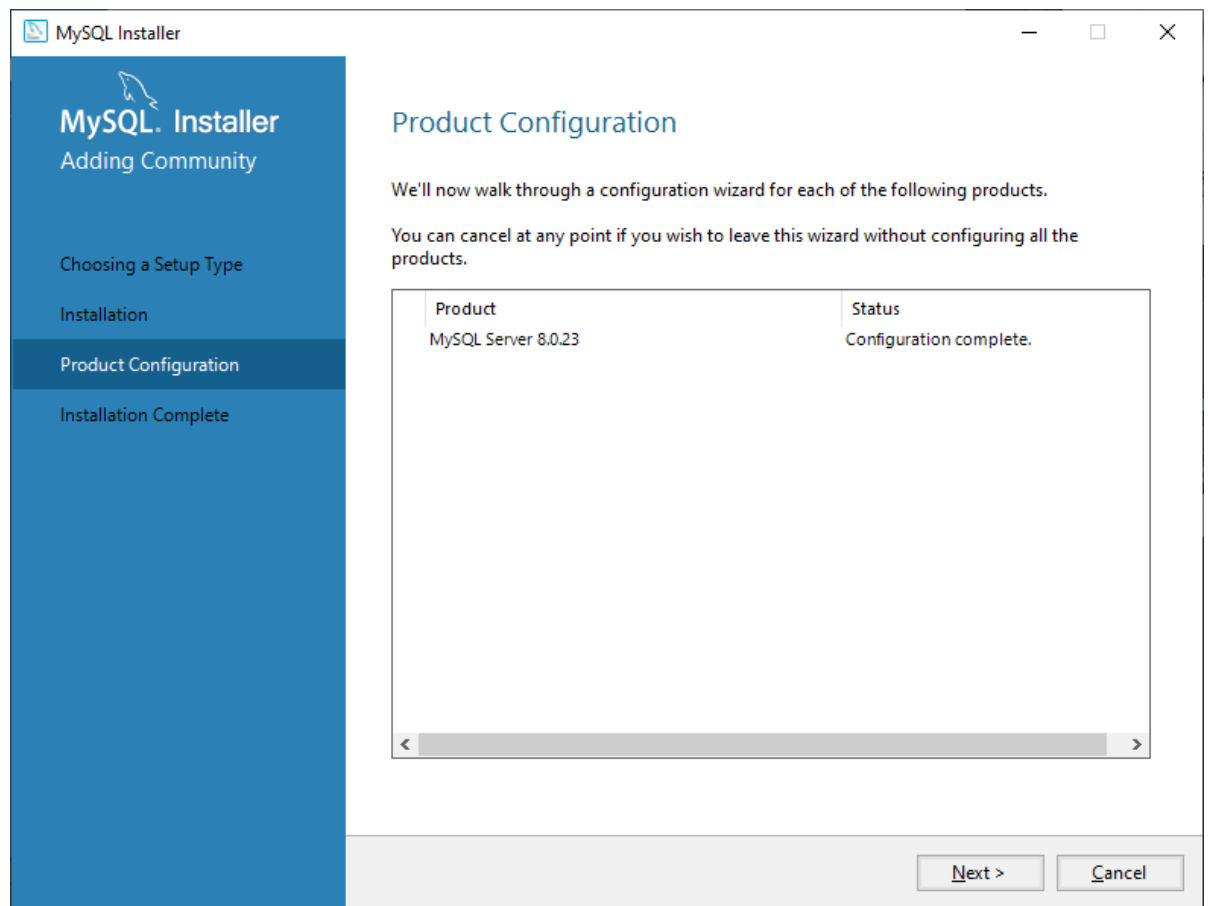 MySQL Installer
MySQL. Installer
Adding Community
Choosing a Setup Type
Installation
Product Configuration
Installation Complete
Product Configuration
We'll now walk through a configuration wizard for each of the following products.
You can cancel at any point if you wish to leave this wizard without configuring all the
products.
Product Status
MySQL Server 8.0.23 Configuration complete.
Next > Cancel